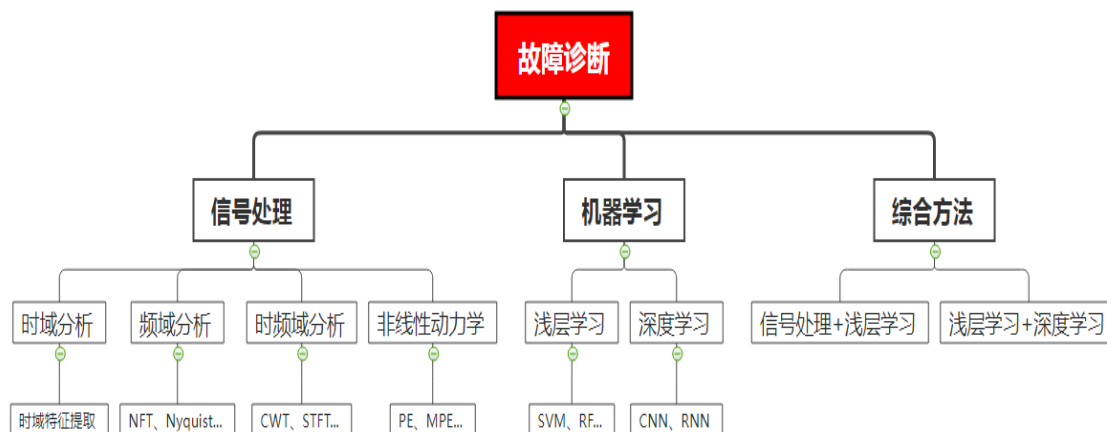 故障诊断
信号处理
机器学习
综合方法
时域分析
频域分析
时频域分析
非线性动力学
浅层学习
深度学习
信号处理+浅层学习
浅层学习+深度学习
时域特征提取
NFT、Nyquist...
CWT、STFT...
PE、MPE...
SVM、RF...
CNN、RNN